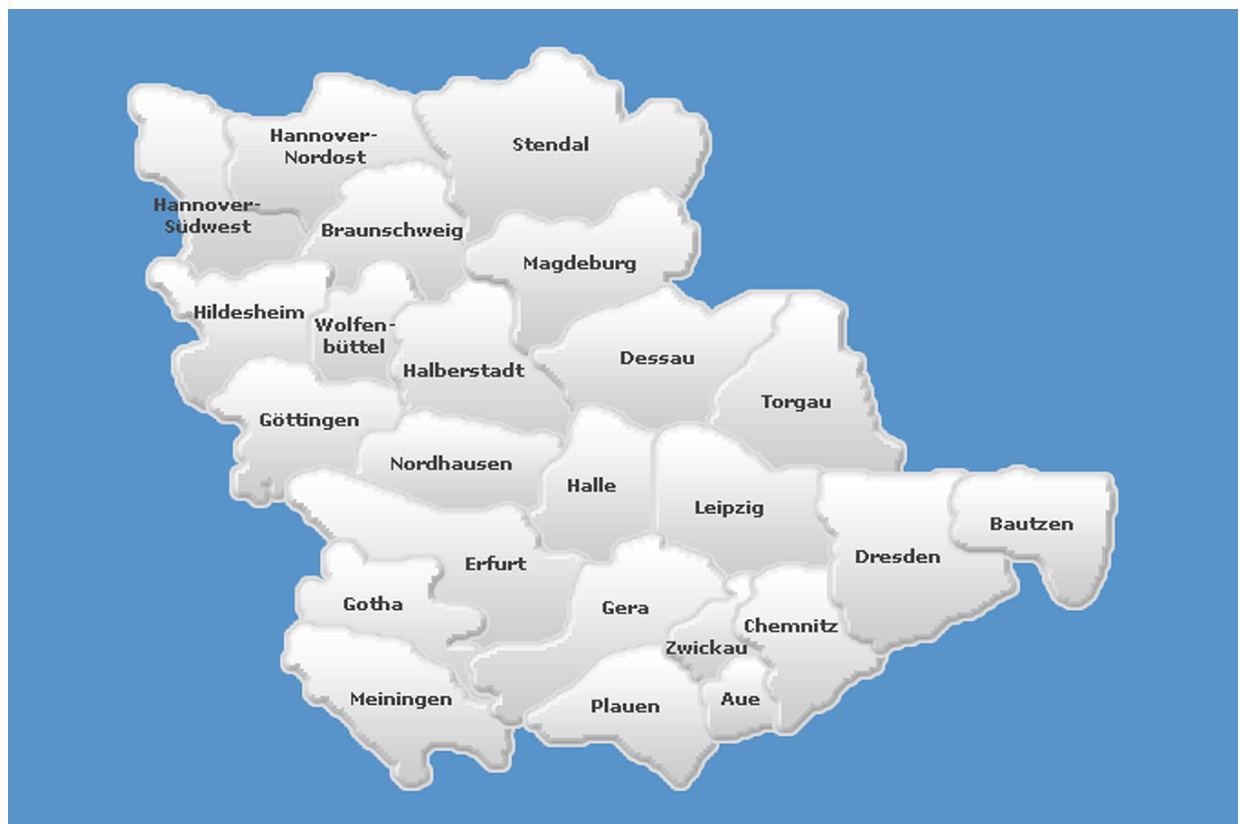 Hannover-
Nordost
Stendal
Hannover-
Südwest
Braunschweig
Magdeburg
Hildesheim
Wolfen-
büttel
Dessau
Halberstadt
Torgau
Göttingen
Nordhausen
Halle
Leipzig
Bautzen
Dresden
Erfurt
Gotha
Gera
Chemnitz
Zwickau
Meiningen
Plauen
Aue